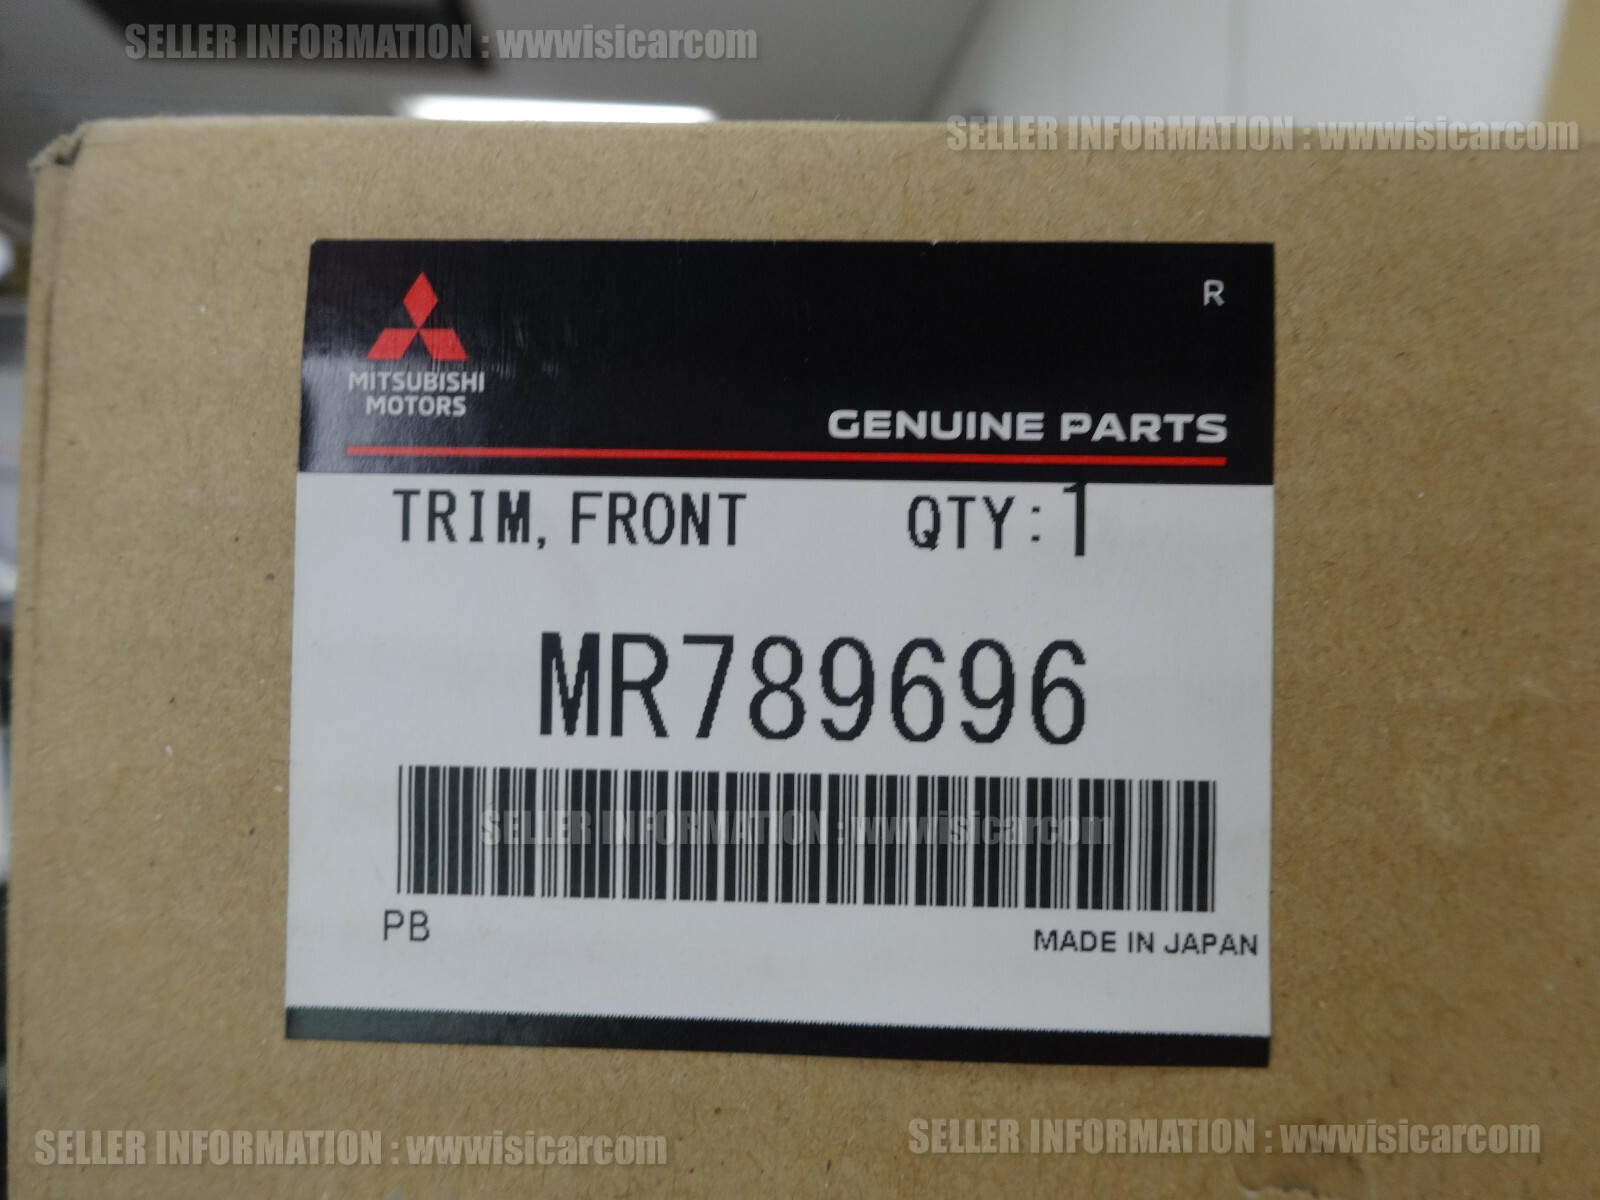 SELLER INFORMATION : wwwisicarcom
SELLER INFORMATION : wwwisicarcom
R
MITSUBISHI
MOTORS
GENUINE PARTS
TRIM, FRONT QTY:1
MR789696
SELLER INFORMATION : wwwisicarcom
PB
MADE IN JAPAN
SELLER INFORMATION : wwwisicarcom
SELLER INFORMATION : wwwisicarcom